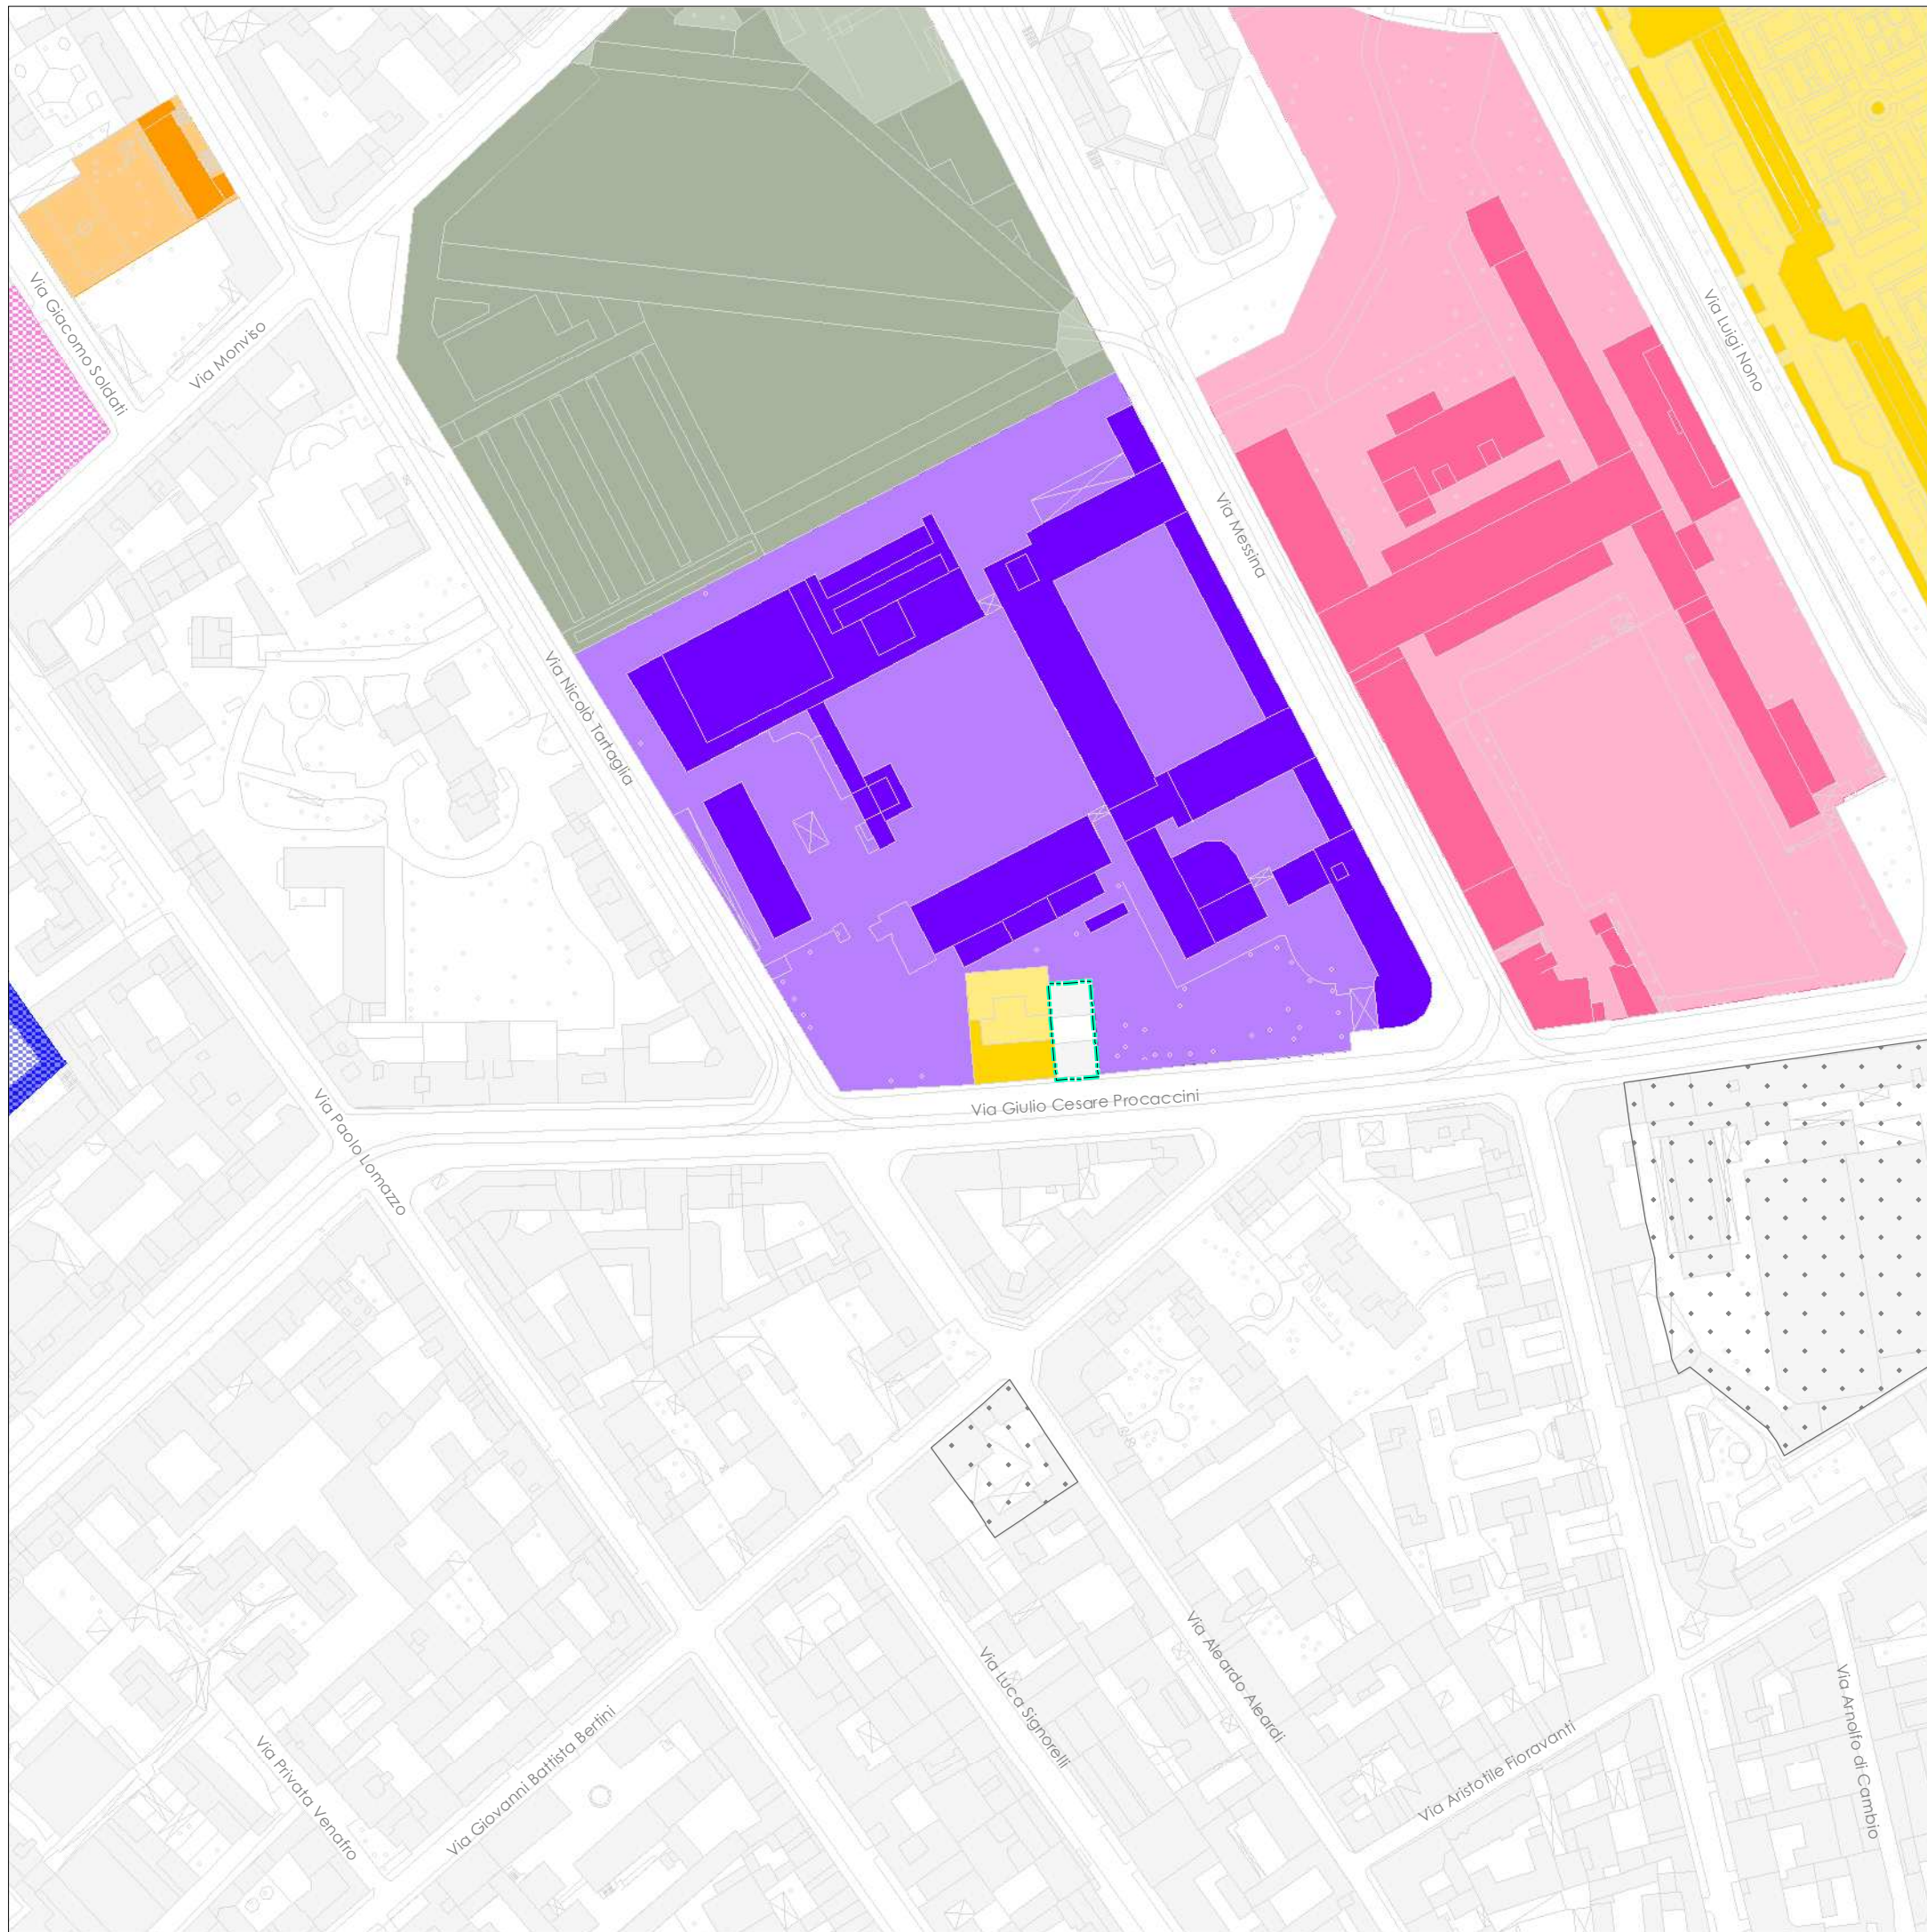 Via Giacomo Soldati
Via Monviso
Via Luigi Nono
Via Messina
Via Nicolò Tartaglia
Via Giulio Cesare Procaccini
Via Paolo Lomazzo
Via Luca Signorelli
Via Aleardo Aleardi
Via Arnolfo di Cambio
Via Aristotile Fioravanti
Via Giovanni Battista Bertini
Via Privata Venafro